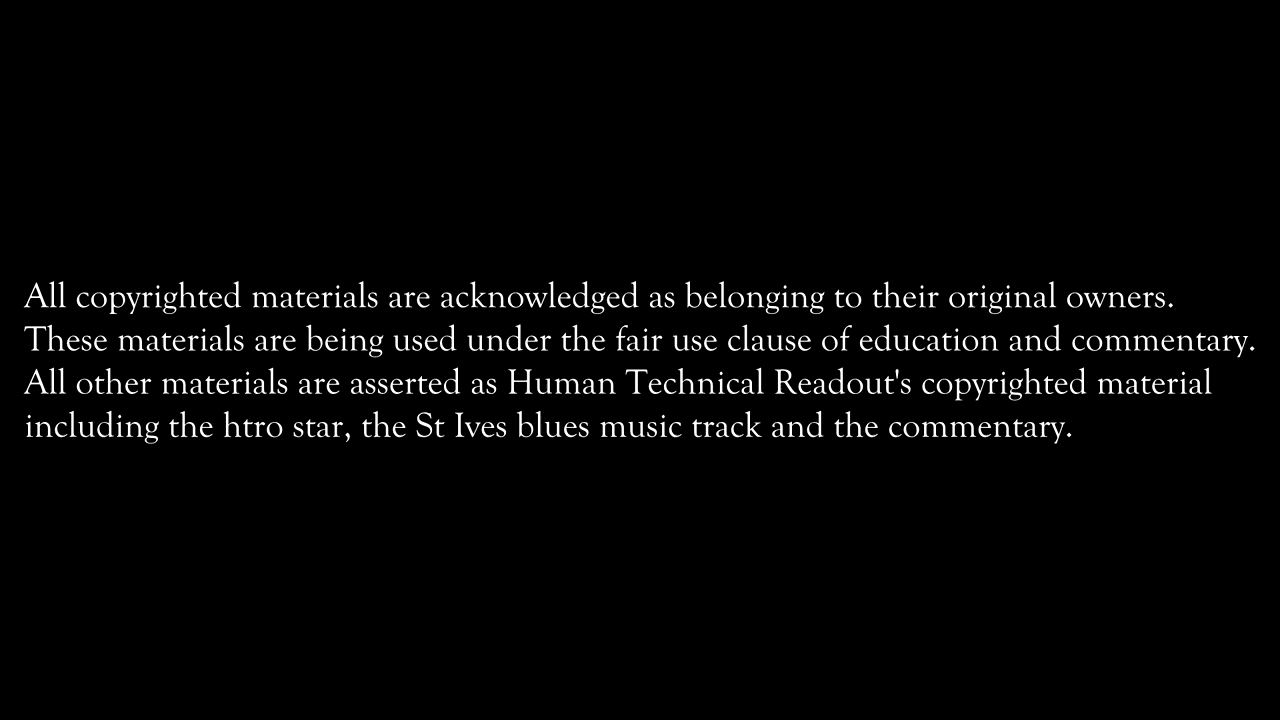 All copyrighted materials are acknowledged as belonging to their original owners.
These materials are being used under the fair use clause of education and commentary.
All other materials are asserted as Human Technical Readout's copyrighted material
including the htro star, the St Ives blues music track and the commentary.